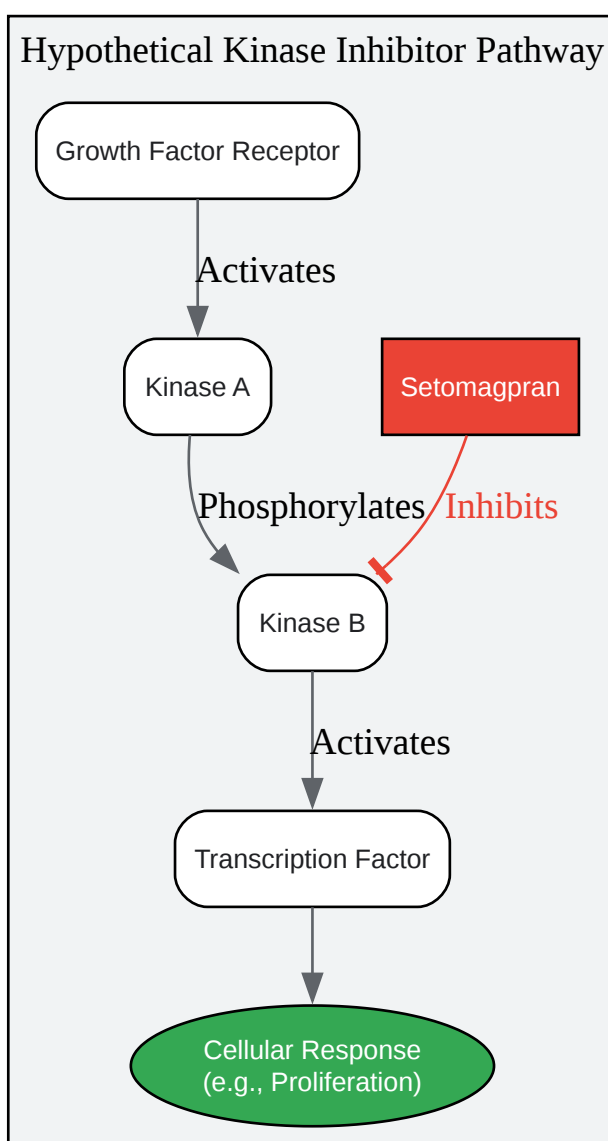 Hypothetical Kinase Inhibitor Pathway
Growth Factor Receptor
Activates
Kinase A
Setomagpran
Phosphorylates
Inhibits
Kinase B
Activates
Transcription Factor
Cellular Response
(e.g., Proliferation)